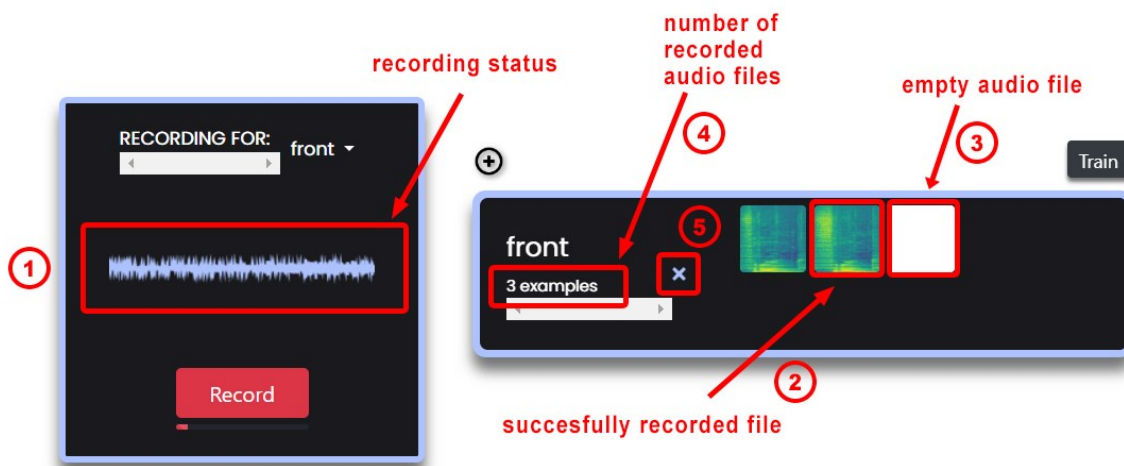 number of
recorded
audio files
recording status
empty audio file
RECORDING FOR:
front
4
3
Train
1
front
5
3 examples
Record
2
succesfully recorded file